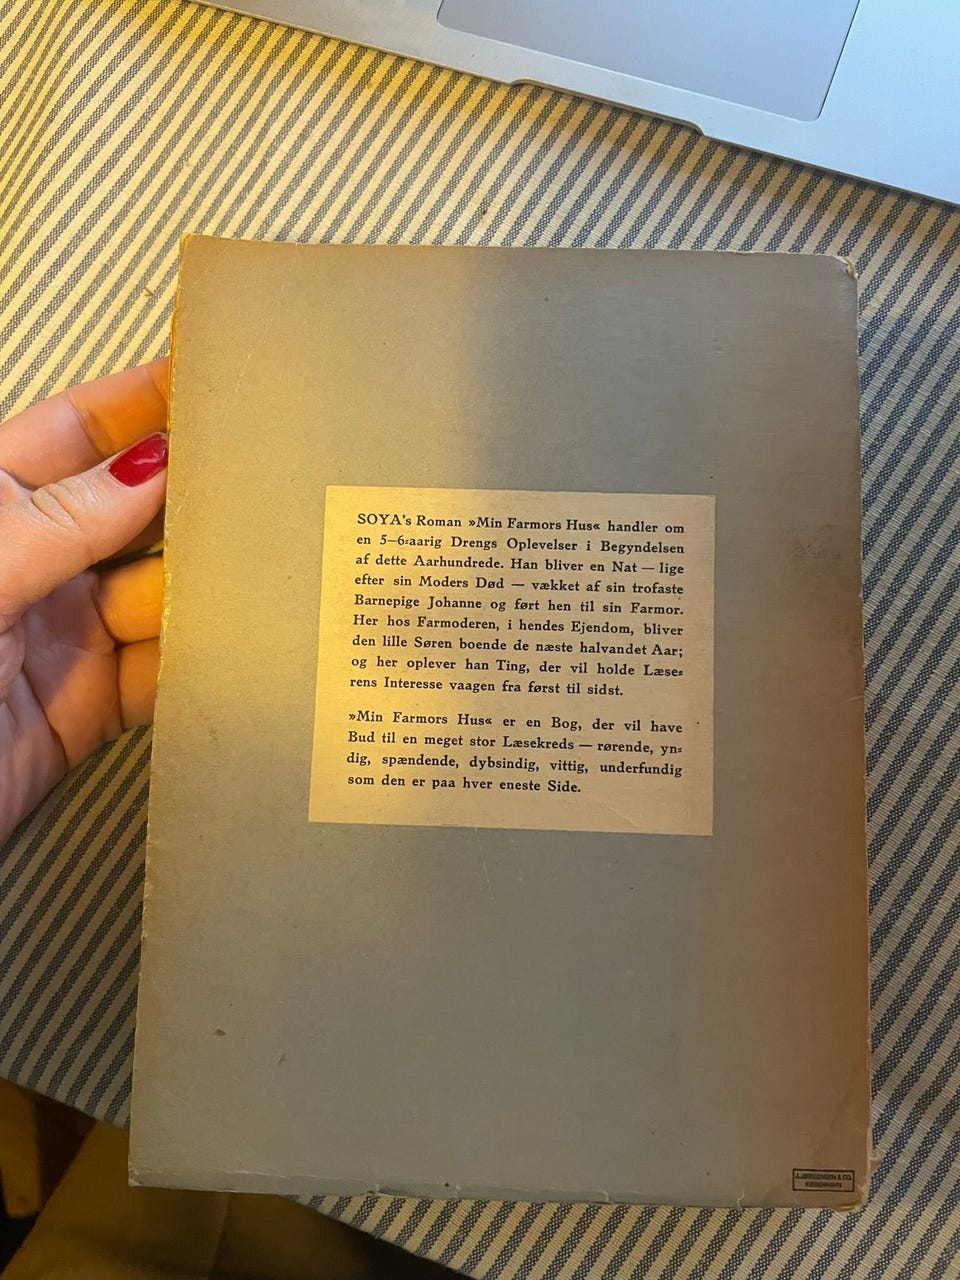 SOYA's Roman »Min Farmors Hus« handler om
en 5—6⸗aarig Drengs Oplevelser i Begyndelsen
af dette Aarhundrede. Han bliver en Nat — lige
efter sin Moders Død — vækket af sin trofaste
Barnepige Johanne og ført hen til sin Farmor.
Her hos Farmoderen, i hendes Ejendom, bliver
den lille Søren boende de næste halvandet Aar;
og her oplever han Ting, der vil holde Læse⸗
rens Interesse vaagen fra først til sidst.
»Min Farmors Hus« er en Bog, der vil have
Bud til en meget stor Læsekreds — rørende, yn⸗
dig, spændende, dybsindig, vittig, underfundig
som den er paa hver eneste Side.
A. JØRGENSEN & CO.
KØBENHAVN